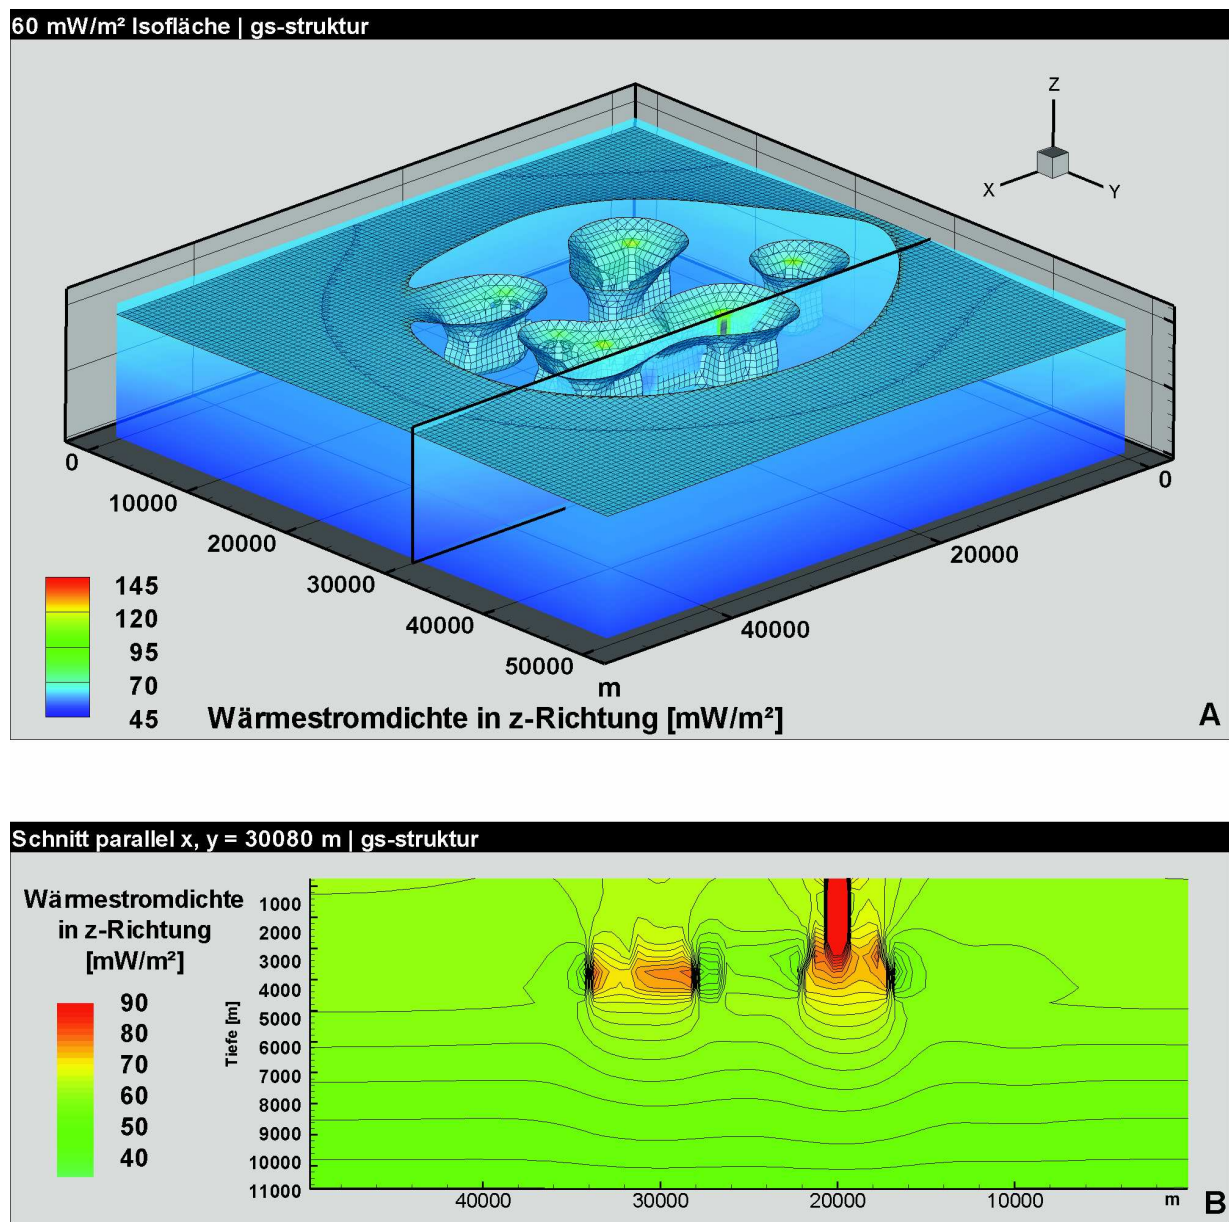 60 mW/m² Isofläche | gs-struktur
Z
X
Y
0
10000
20000
30000
40000
50000
m
0
20000
40000
145
120
95
70
45
Wärmestromdichte in z-Richtung [mW/m²]
A
Schnitt parallel x, y = 30080 m | gs-struktur
Wärmestromdichte
in z-Richtung
[mW/m²]
90
80
70
60
50
40
Tiefe [m]
1000
2000
3000
4000
5000
6000
7000
8000
9000
10000
11000
40000
30000
20000
10000
m
B